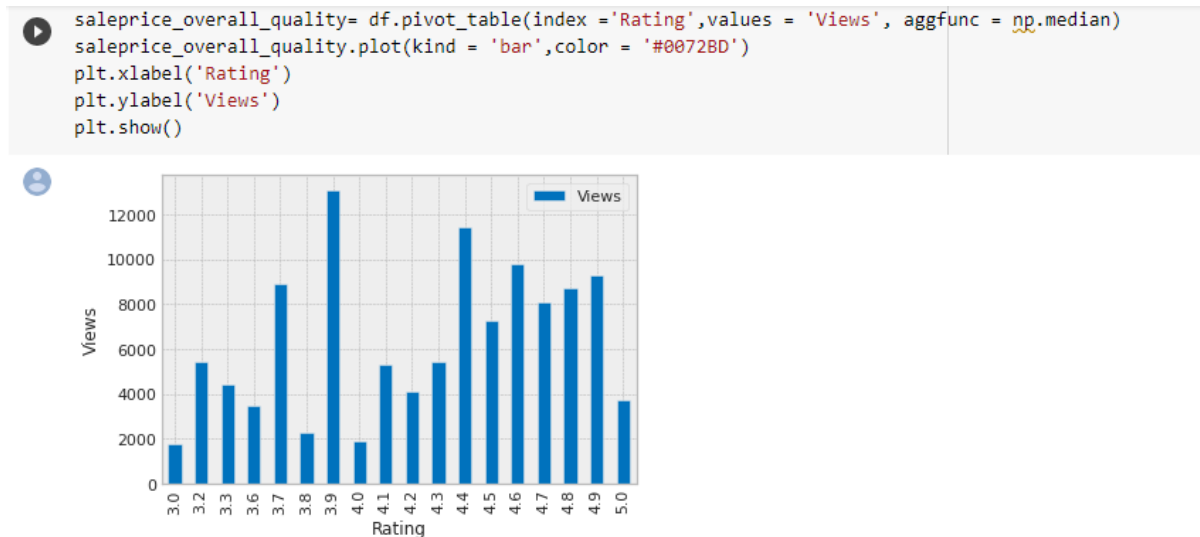 saleprice_overall_quality= df.pivot_table(index ='Rating',values = 'Views', aggfunc = np.median)
saleprice_overall_quality.plot(kind = 'bar',color = '#0072BD')
plt.xlabel('Rating')
plt.ylabel('Views')
plt.show()
Views
12000
10000
8000
6000
4000
2000
0
Views
3.0 3.2 3.3 3.6 3.7 3.8 3.9 4.0 4.1 4.2 4.3 4.4 4.5 4.6 4.7 4.8 4.9 5.0
Rating